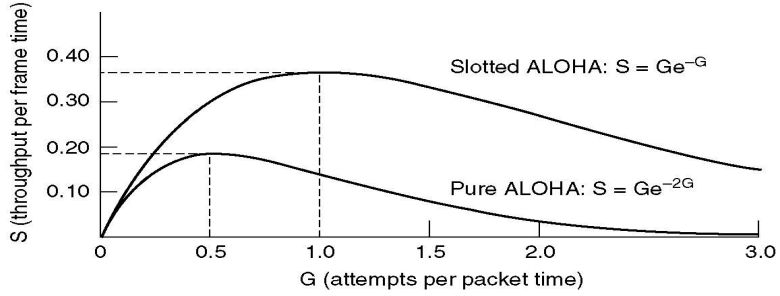 S (throughput per frame time)
0.40
0.30
0.20
0.10
Slotted ALOHA: S = Ge–G
Pure ALOHA: S = Ge–2G
0 0.5 1.0 1.5 2.0 3.0
G (attempts per packet time)